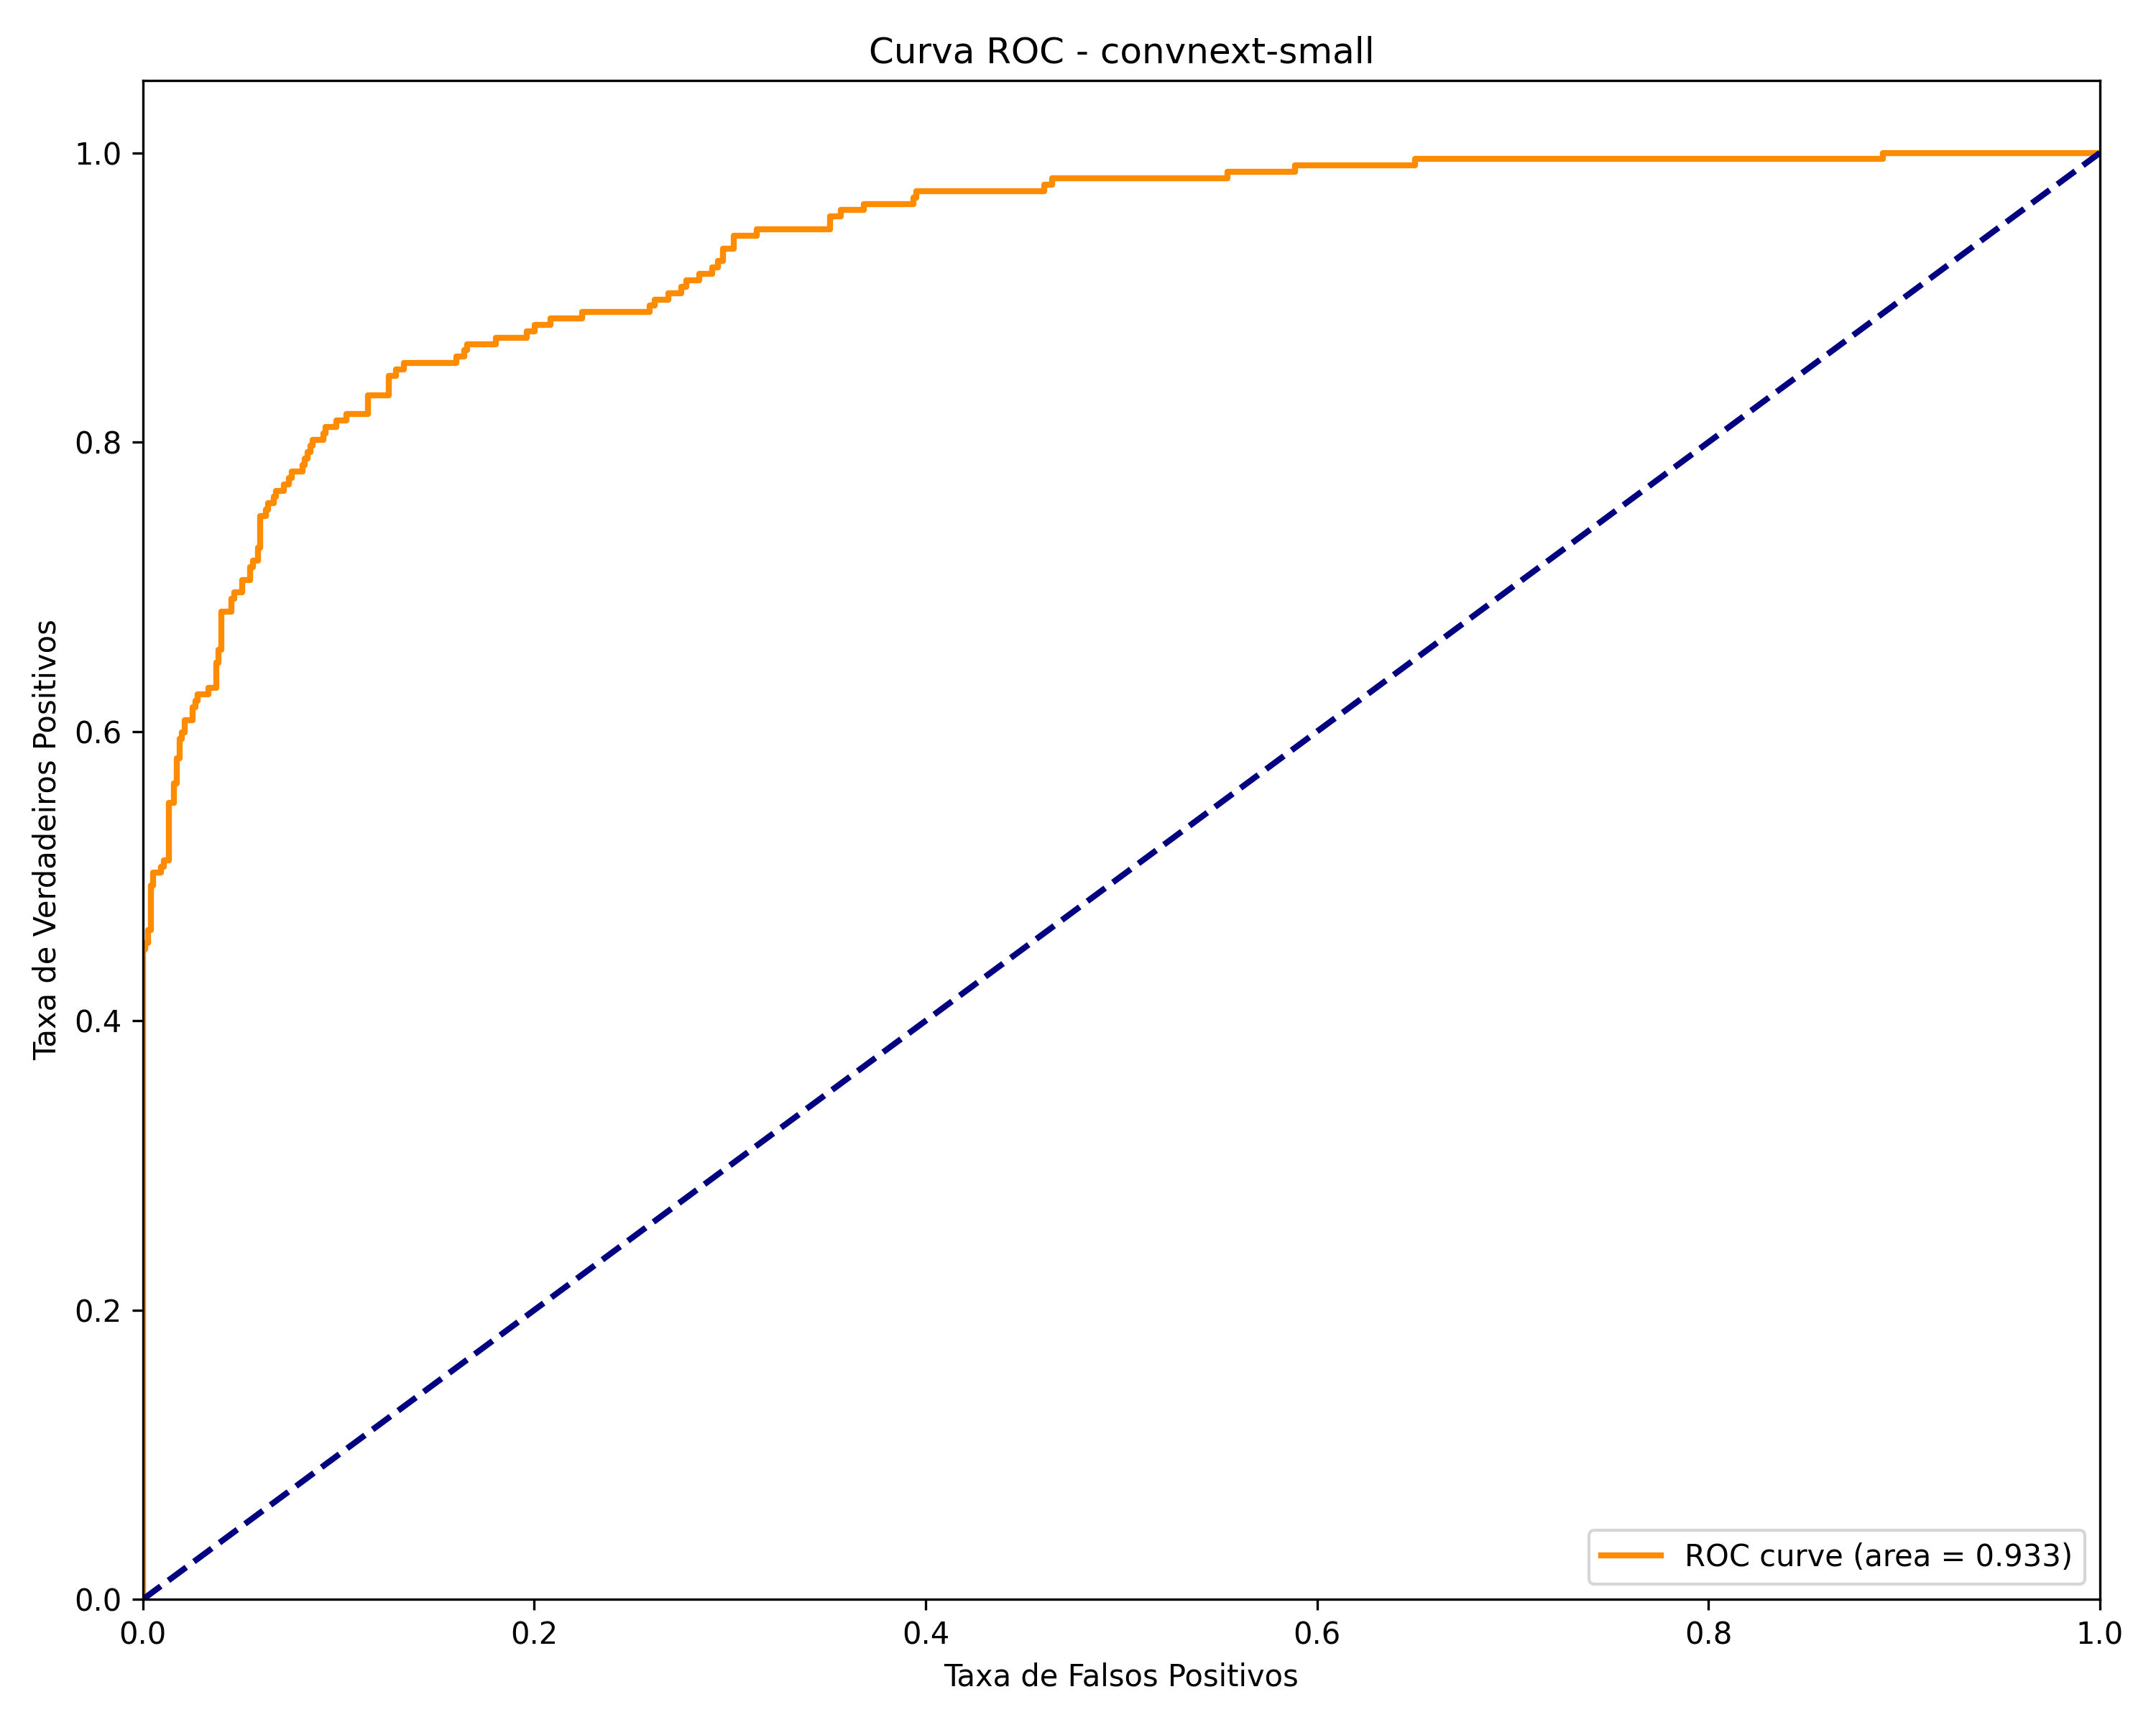 Curva ROC - convnext-small
Taxa de Verdadeiros Positivos
1.0
0.8
0.6
0.4
0.2
0.0
0.0 0.2 0.4 0.6 0.8 1.0
Taxa de Falsos Positivos
ROC curve (area = 0.933)